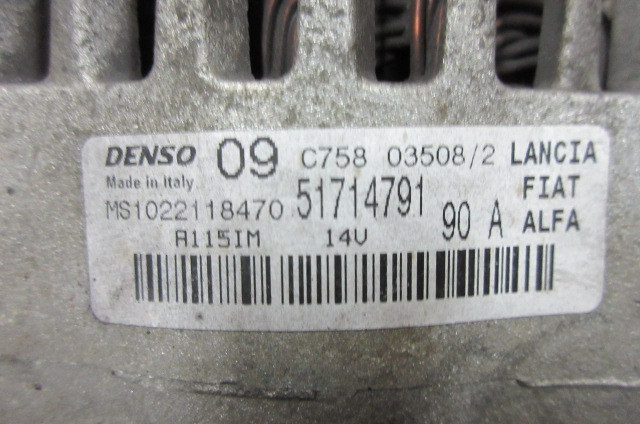 DENSO 09 C758 03508/2 LANCIA
Made in Italy. 51714791 FIAT
MS1022118470 90 A ALFA
A115IM 14V